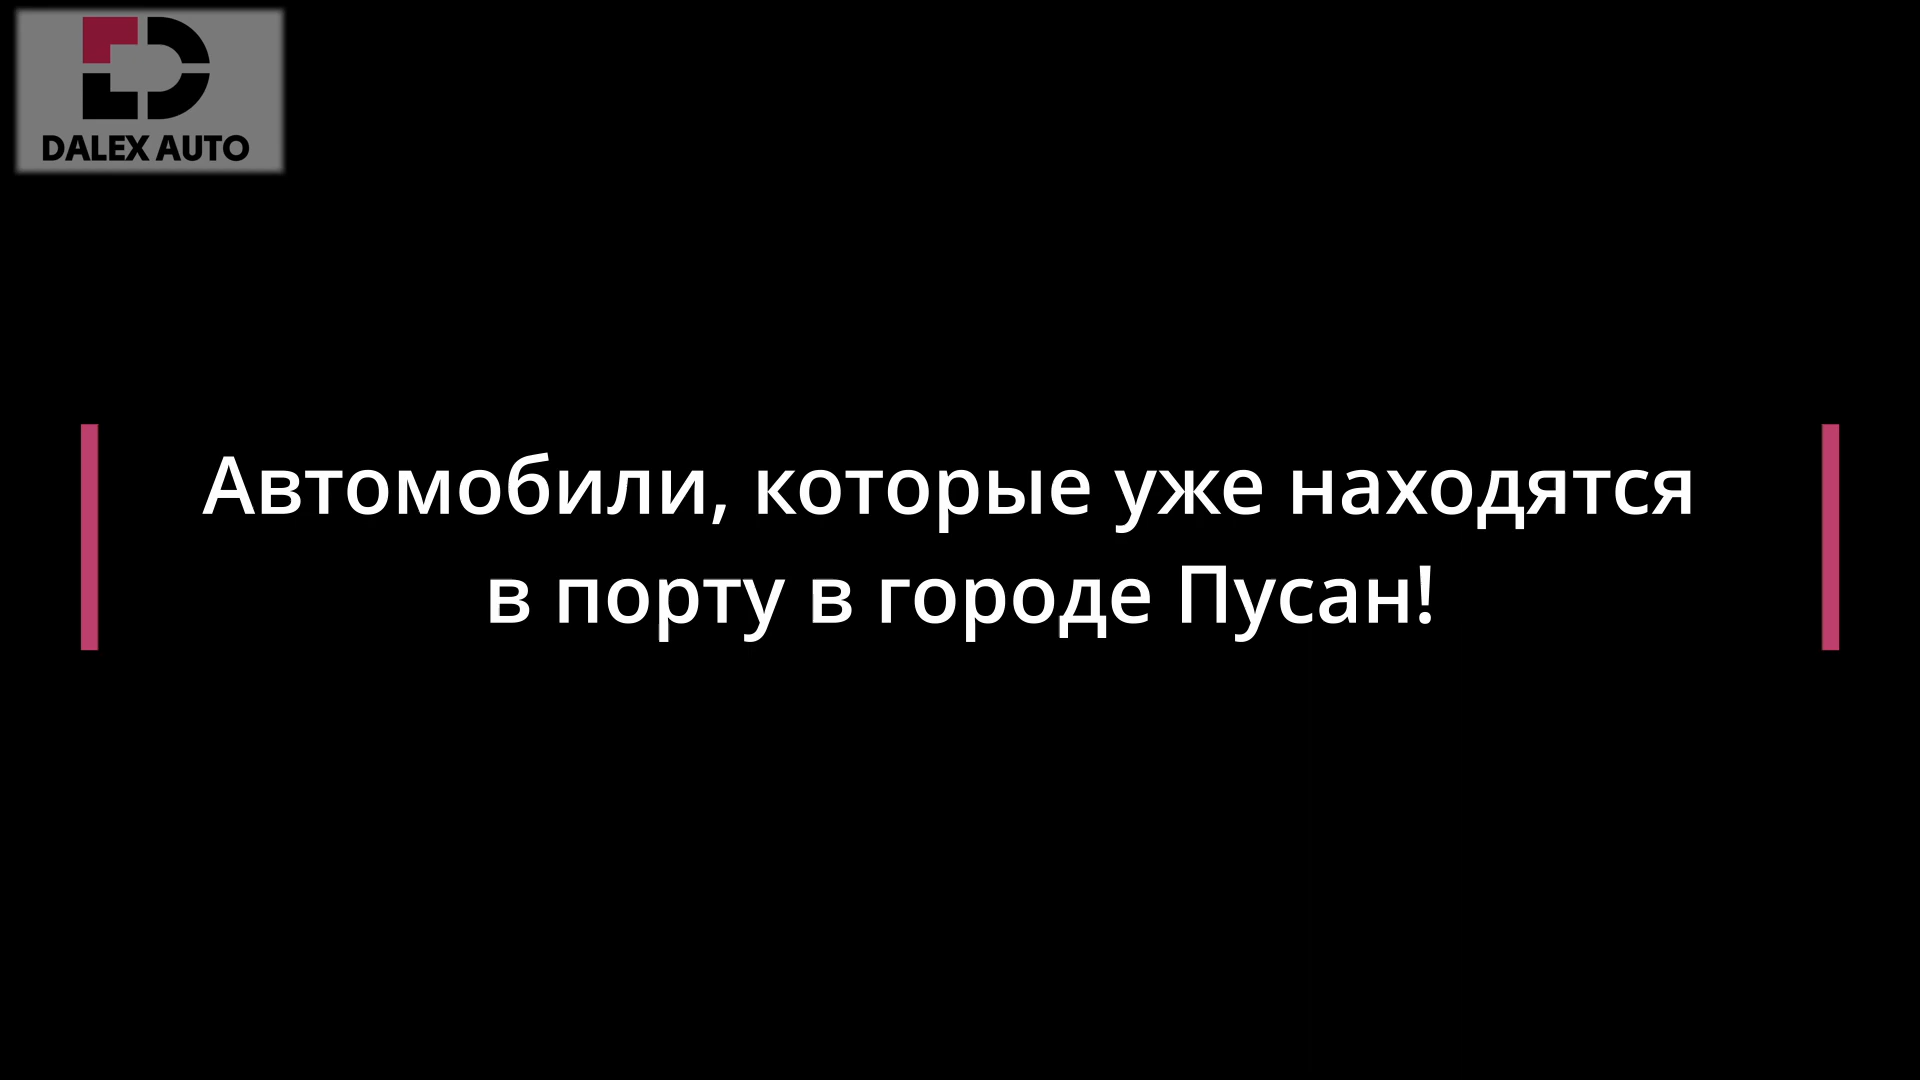 DALEX AUTO
Автомобили, которые уже находятся
в порту в городе Пусан!